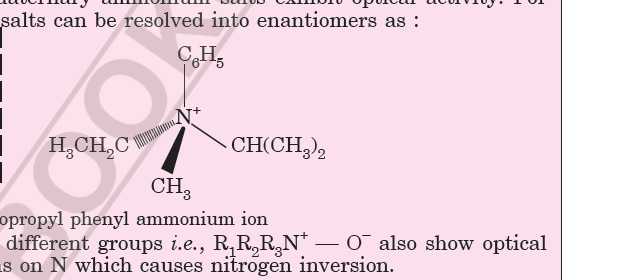 quaternary ammonium salts exhibit optical activity. For
salts can be resolved into enantiomers as :
C6H5
N+
H3CH2C
CH(CH3)2
CH3
opropyl phenyl ammonium ion
different groups i.e., R1R2R3N+ — O− also show optical
s on N which causes nitrogen inversion.
BOOK